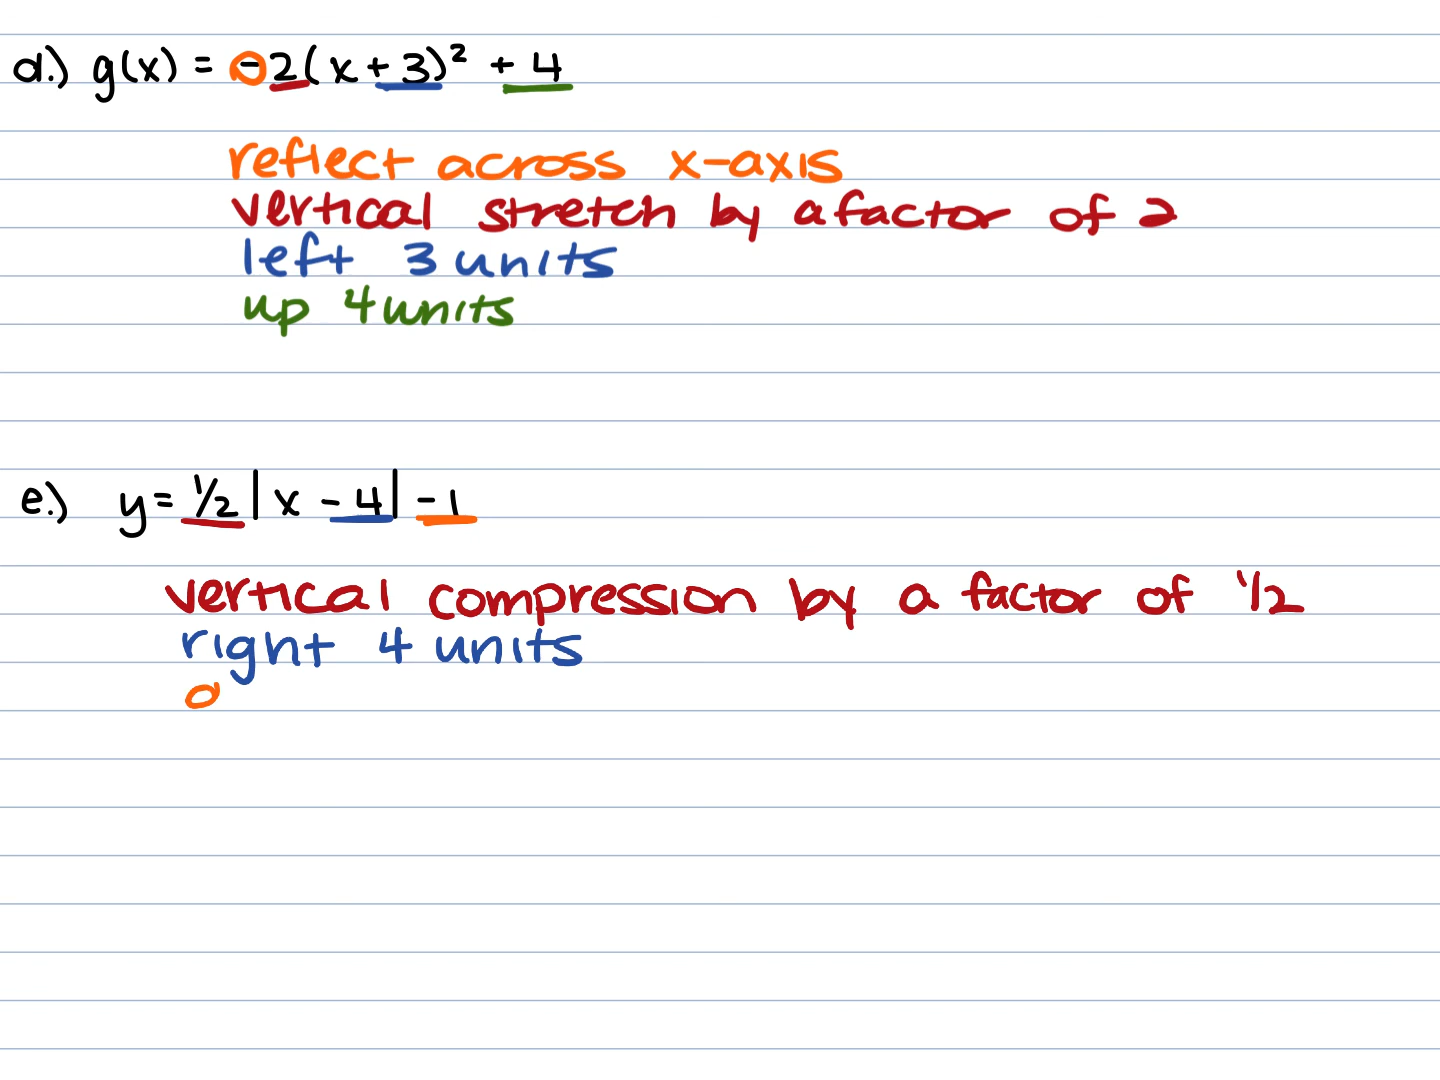 d.) g(x) = -2(x + 3)² + 4
reflect across x-axis
vertical stretch by a factor of 2
left 3 units
up 4 units
e.) y = 1/2 |x - 4| - 1
vertical compression by a factor of 1/2
right 4 units